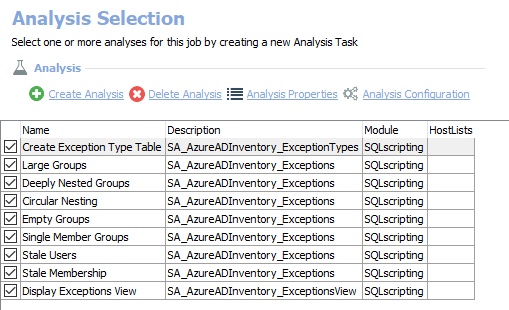 Analysis Selection
Select one or more analyses for this job by creating a new Analysis Task
Analysis
Create Analysis Delete Analysis Analysis Properties Analysis Configuration
Name Description Module HostLists
Create Exception Type Table SA_AzureADInventory_ExceptionTypes SQLscripting
Large Groups SA_AzureADInventory_Exceptions SQLscripting
Deeply Nested Groups SA_AzureADInventory_Exceptions SQLscripting
Circular Nesting SA_AzureADInventory_Exceptions SQLscripting
Empty Groups SA_AzureADInventory_Exceptions SQLscripting
Single Member Groups SA_AzureADInventory_Exceptions SQLscripting
Stale Users SA_AzureADInventory_Exceptions SQLscripting
Stale Membership SA_AzureADInventory_Exceptions SQLscripting
Display Exceptions View SA_AzureADInventory_ExceptionsView SQLscripting